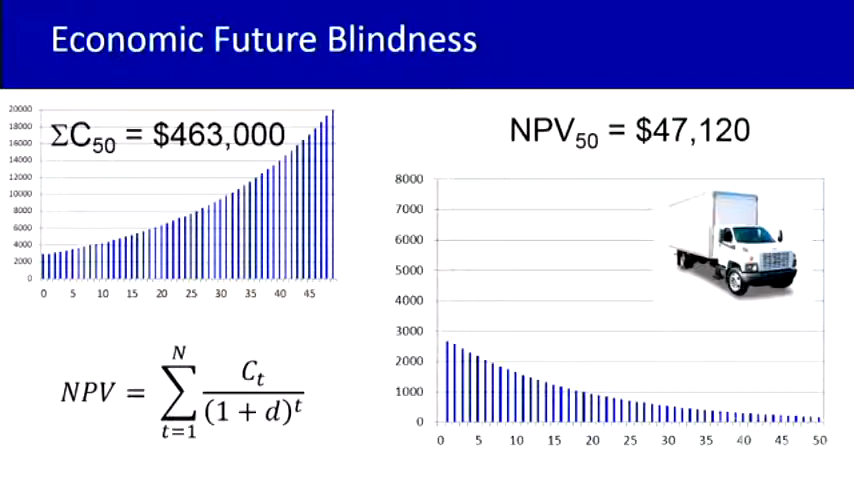 Economic Future Blindness
ΣC₅₀ = $463,000
20000
18000
16000
14000
12000
10000
8000
6000
4000
2000
0
0 5 10 15 20 25 30 35 40 45
NPV₅₀ = $47,120
8000
7000
6000
5000
4000
3000
2000
1000
0
0 5 10 15 20 25 30 35 40 45 50
N
NPV = ∑ Cₜ / (1 + d)ᵗ
t=1